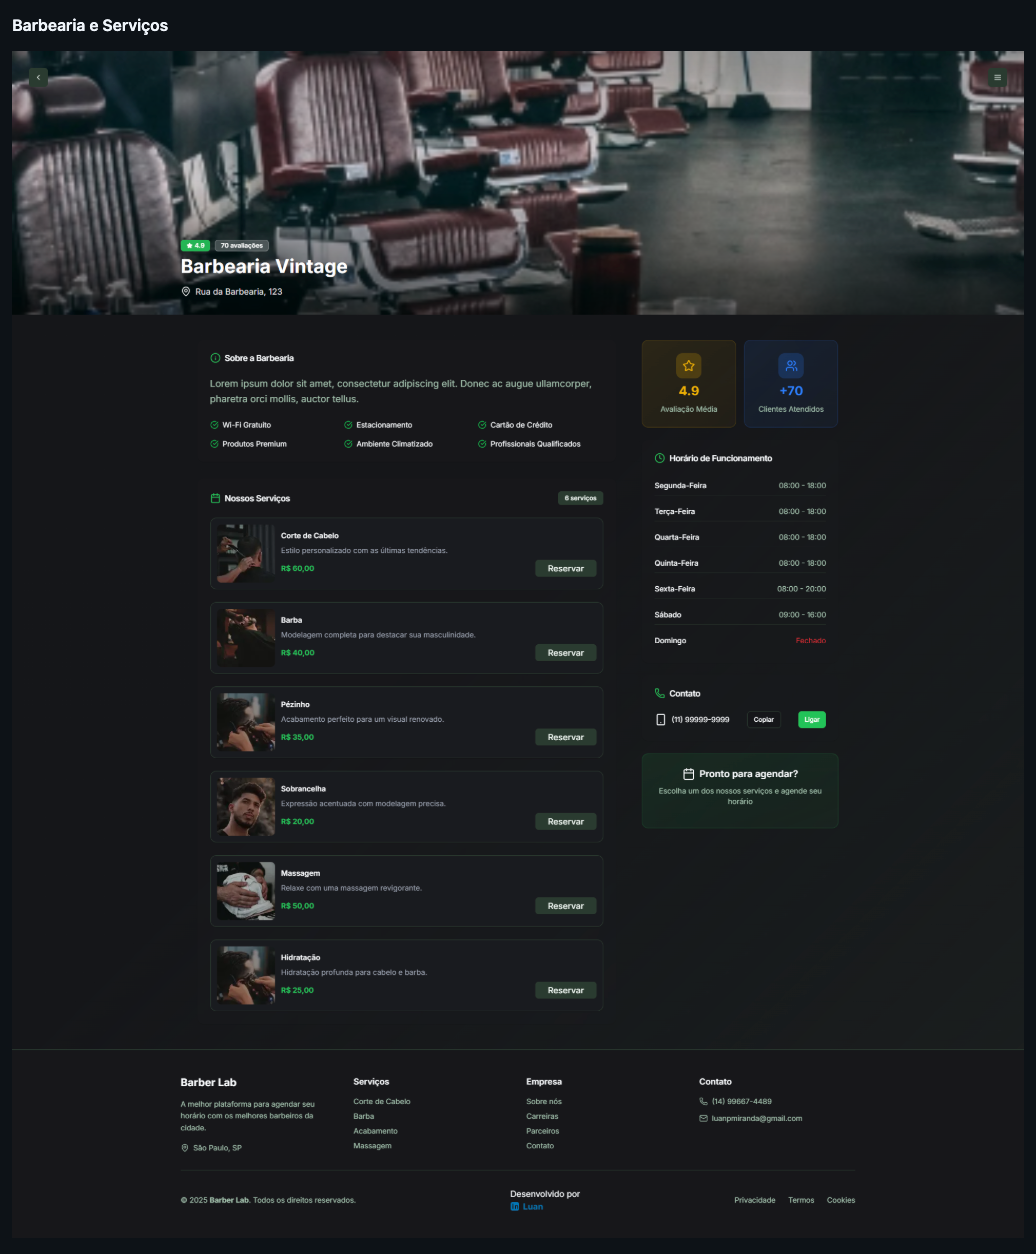 Barbearia e Serviços
4.9
70 avaliações
Barbearia Vintage
Rua da Barbearia, 123
Sobre a Barbearia
Lorem ipsum dolor sit amet, consectetur adipiscing elit. Donec ac augue ullamcorper,
pharetra orci mollis, auctor tellus.
Wi-Fi Gratuito
Estacionamento
Cartão de Crédito
Produtos Premium
Ambiente Climatizado
Profissionais Qualificados
Nossos Serviços
6 serviços
Corte de Cabelo
Estilo personalizado com as últimas tendências.
R$ 60,00
Reservar
Barba
Modelagem completa para destacar sua masculinidade.
R$ 40,00
Reservar
Pézinho
Acabamento perfeito para um visual renovado.
R$ 35,00
Reservar
Sobrancelha
Expressão acentuada com modelagem precisa.
R$ 20,00
Reservar
Massagem
Relaxe com uma massagem revigorante.
R$ 50,00
Reservar
Hidratação
Hidratação profunda para cabelo e barba.
R$ 25,00
Reservar
4.9
Avaliação Média
+70
Clientes Atendidos
Horário de Funcionamento
Segunda-Feira 08:00 - 18:00
Terça-Feira 08:00 - 18:00
Quarta-Feira 08:00 - 18:00
Quinta-Feira 08:00 - 18:00
Sexta-Feira 08:00 - 20:00
Sábado 09:00 - 16:00
Domingo Fechado
Contato
(11) 99999-9999
Copiar
Ligar
Pronto para agendar?
Escolha um dos nossos serviços e agende seu
horário
Barber Lab
A melhor plataforma para agendar seu
horário com os melhores barbeiros da
cidade.
São Paulo, SP
Serviços
Corte de Cabelo
Barba
Acabamento
Massagem
Empresa
Sobre nós
Carreiras
Parceiros
Contato
Contato
(14) 99667-4489
luanpmiranda@gmail.com
© 2025 Barber Lab. Todos os direitos reservados.
Desenvolvido por
Luan
Privacidade
Termos
Cookies